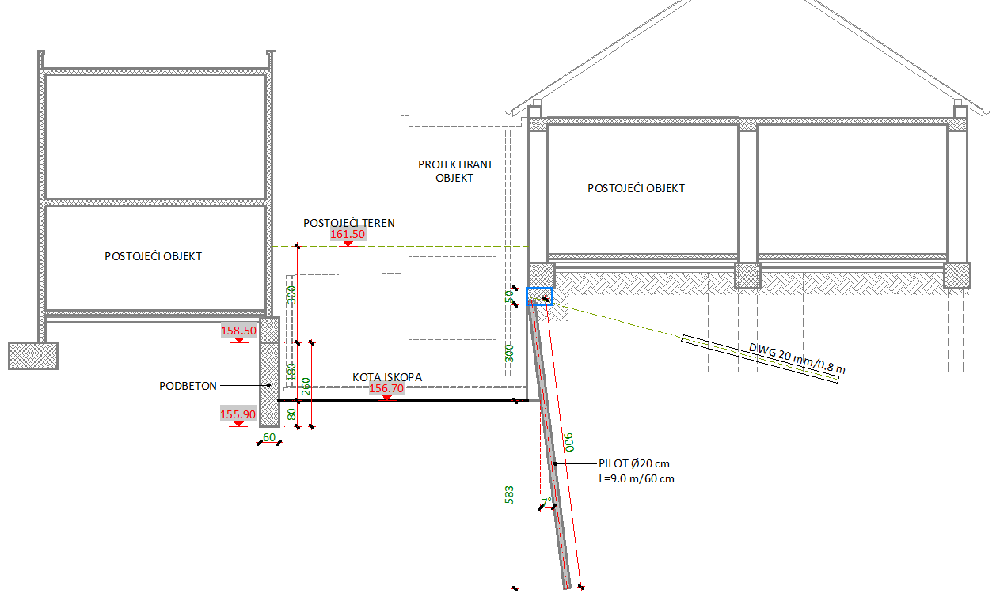 PROJEKTIRANI
OBJEKT
POSTOJEĆI OBJEKT
POSTOJEĆI TEREN
161.50
POSTOJEĆI OBJEKT
300
50
158.50
300
DWG 20 mm/0.8 m
180
KOTA ISKOPA
156.70
PODBETON
260
155.90
80
60
900
PILOT Ø20 cm
L=9.0 m/60 cm
583
7°